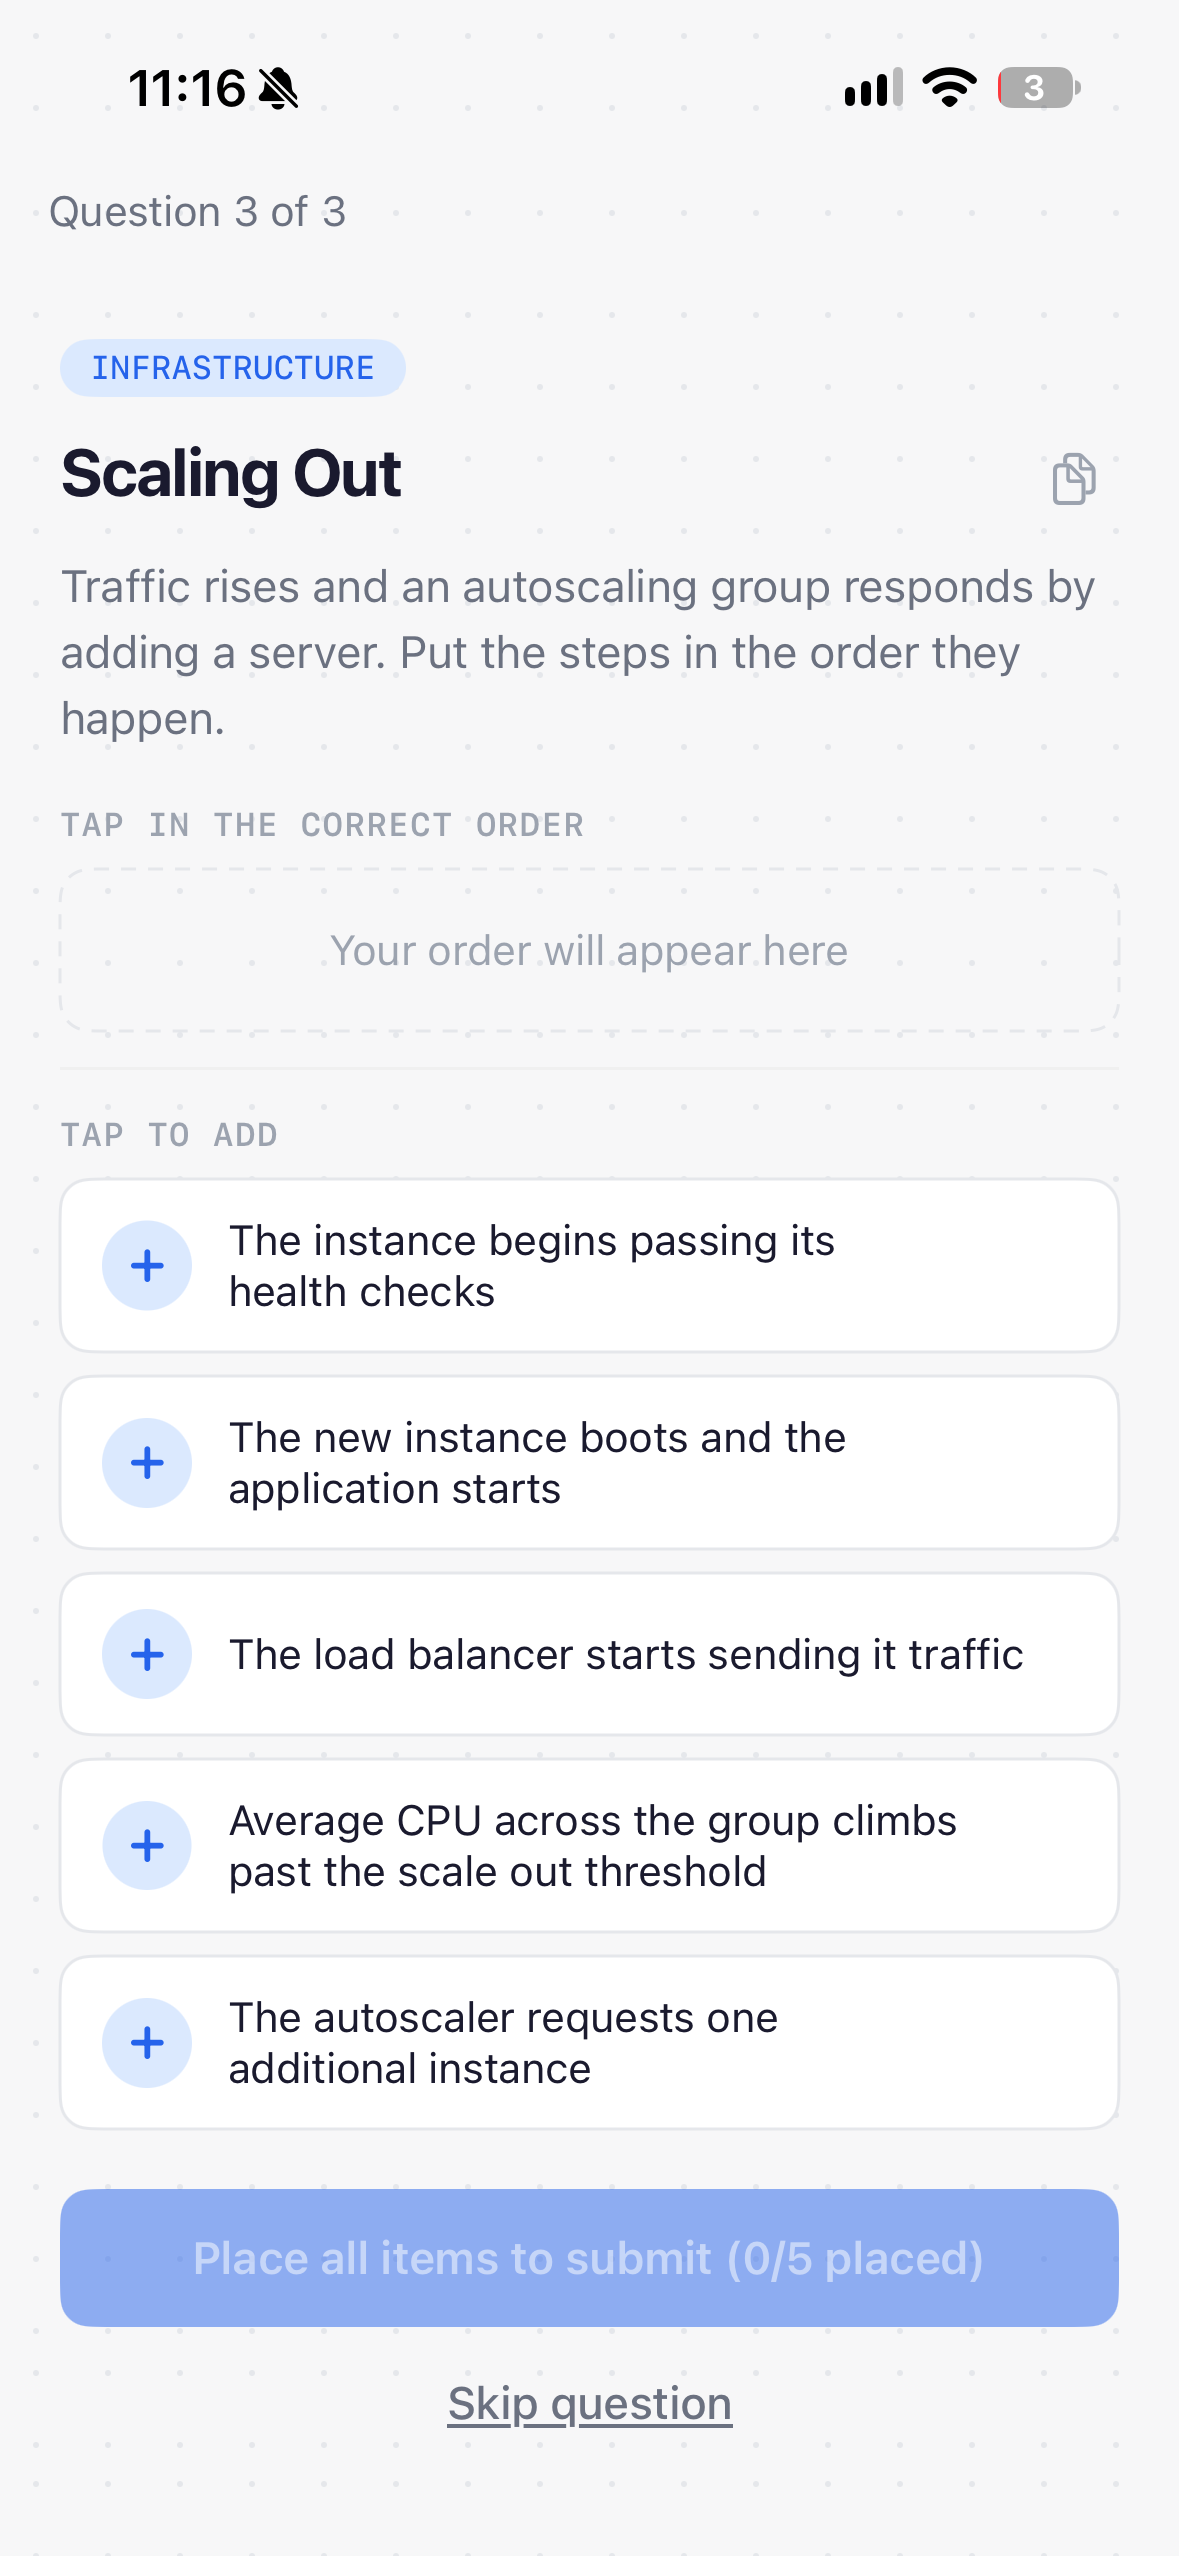 11:16
3
Question 3 of 3
INFRASTRUCTURE
Scaling Out
Traffic rises and an autoscaling group responds by
adding a server. Put the steps in the order they
happen.
TAP IN THE CORRECT ORDER
Your order will appear here
TAP TO ADD
The instance begins passing its
health checks
The new instance boots and the
application starts
The load balancer starts sending it traffic
Average CPU across the group climbs
past the scale out threshold
The autoscaler requests one
additional instance
Place all items to submit (0/5 placed)
Skip question